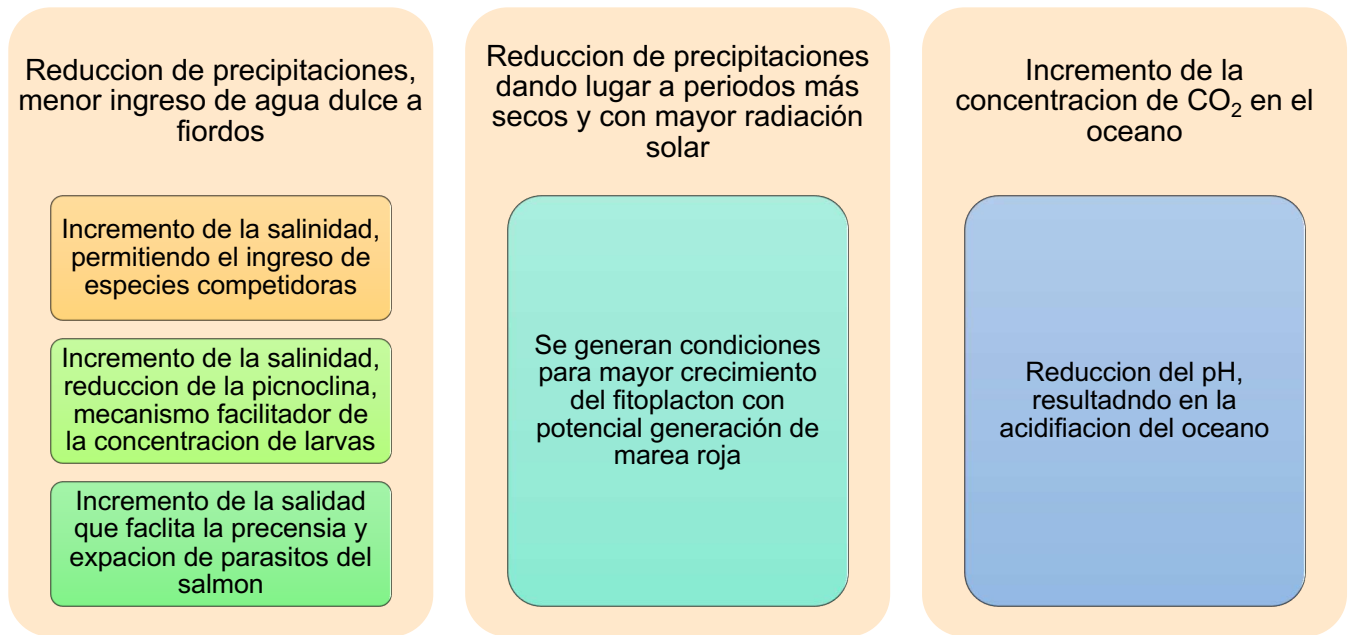 Reduccion de precipitaciones,
menor ingreso de agua dulce a
fiordos
Incremento de la salinidad,
permitiendo el ingreso de
especies competidoras
Incremento de la salinidad,
reduccion de la picnoclina,
mecanismo facilitador de
la concentracion de larvas
Incremento de la salidad
que faclita la precensia y
expacion de parasitos del
salmon
Reduccion de precipitaciones
dando lugar a periodos más
secos y con mayor radiación
solar
Se generan condiciones
para mayor crecimiento
del fitoplacton con
potencial generación de
marea roja
Incremento de la
concentracion de CO₂ en el
oceano
Reduccion del pH,
resultadndo en la
acidifiacion del oceano